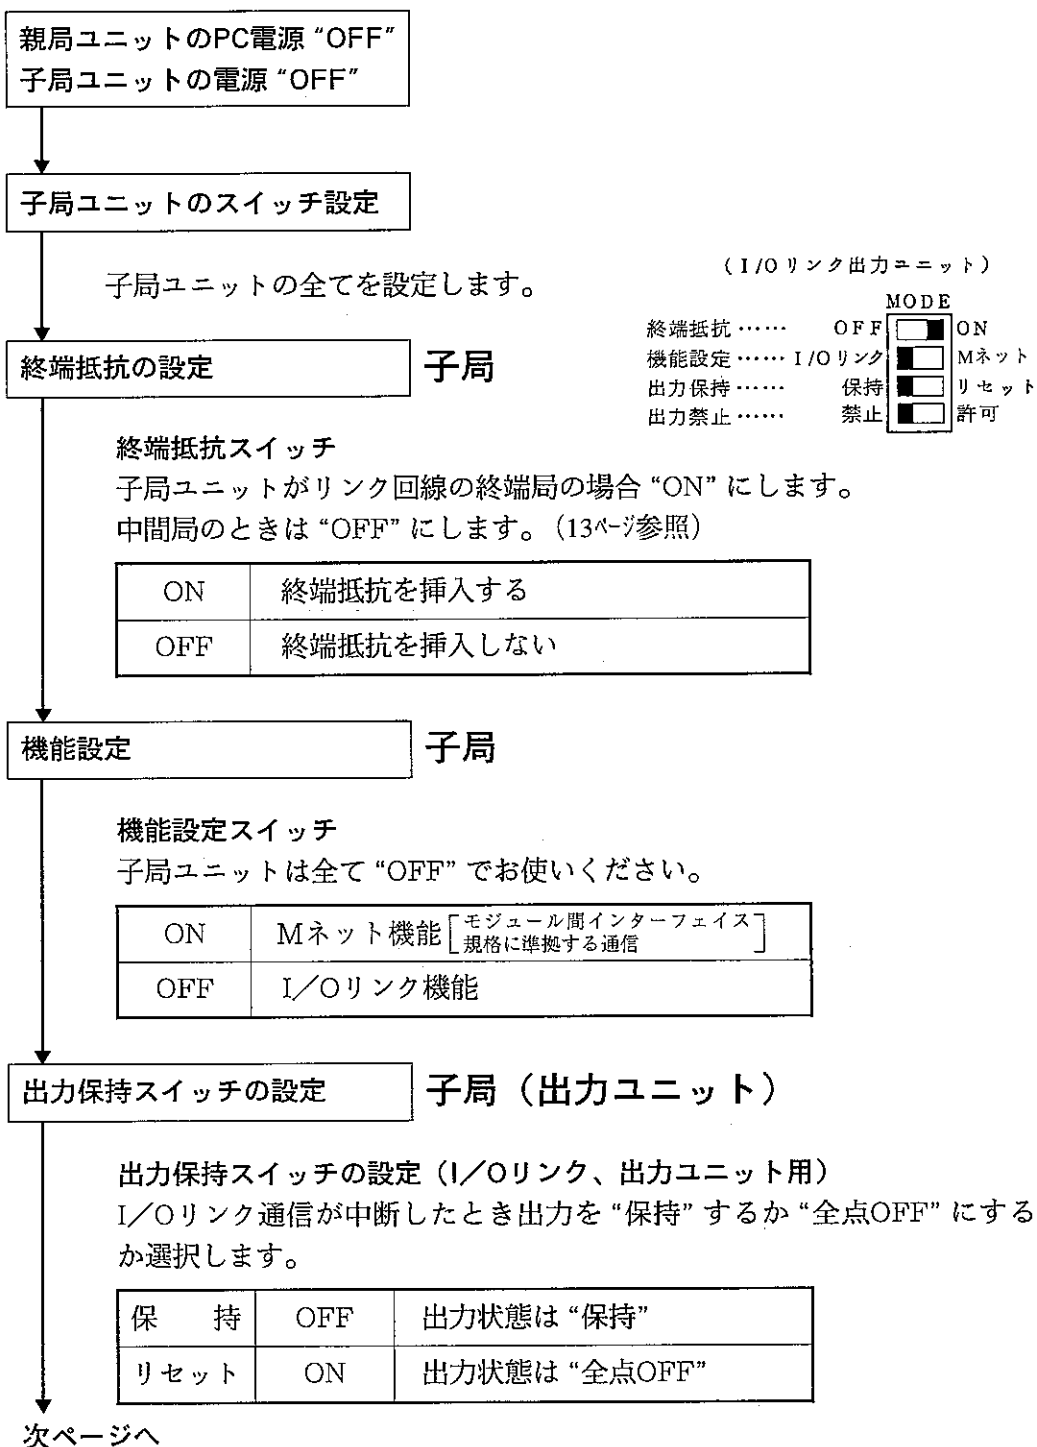 親局ユニットのPC電源 “OFF”
子局ユニットの電源 “OFF”
子局ユニットのスイッチ設定
子局ユニットの全てを設定します。
(I/Oリンク出力ユニット)
MODE
終端抵抗…… OFF ON
機能設定…… I/Oリンク Mネット
出力保持…… 保持 リセット
出力禁止…… 禁止 許可
終端抵抗の設定 子局
終端抵抗スイッチ
子局ユニットがリンク回線の終端局の場合 “ON” にします。
中間局のときは “OFF” にします。(13ページ参照)
ON 終端抵抗を挿入する
OFF 終端抵抗を挿入しない
機能設定 子局
機能設定スイッチ
子局ユニットは全て “OFF” でお使いください。
ON Mネット機能[モジュール間インターフェイス
規格に準拠する通信]
OFF I/Oリンク機能
出力保持スイッチの設定 子局(出力ユニット)
出力保持スイッチの設定(I/Oリンク、出力ユニット用)
I/Oリンク通信が中断したとき出力を “保持” するか “全点OFF” にする
か選択します。
保 持 OFF 出力状態は “保持”
リセット ON 出力状態は “全点OFF”
次ページへ